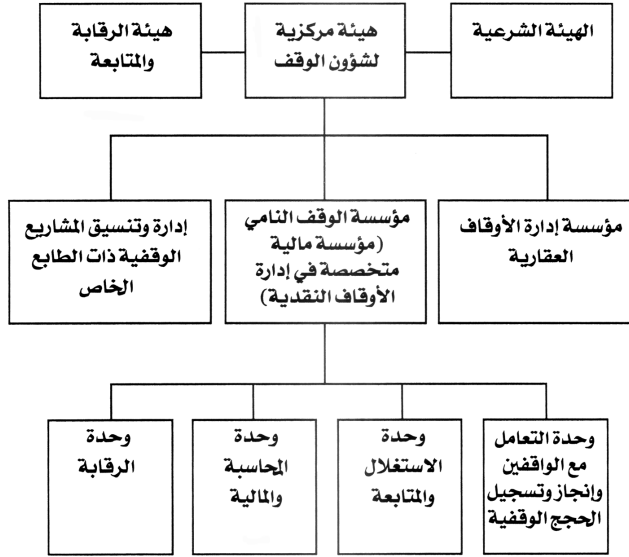 الهيئة الشرعية
هيئة مركزية
لشؤون الوقف
هيئة الرقابة
والمتابعة
مؤسسة إدارة الأوقاف
العقارية
مؤسسة الوقف النامي
(مؤسسة مالية
متخصصة في إدارة
الأوقاف النقدية)
إدارة وتنسيق المشاريع
الوقفية ذات الطابع
الخاص
وحدة التعامل
مع الواقفين
وإنجاز وتسجيل
الحجج الوقفية
وحدة
الاستغلال
والمتابعة
وحدة
المحاسبة
والمالية
وحدة
الرقابة